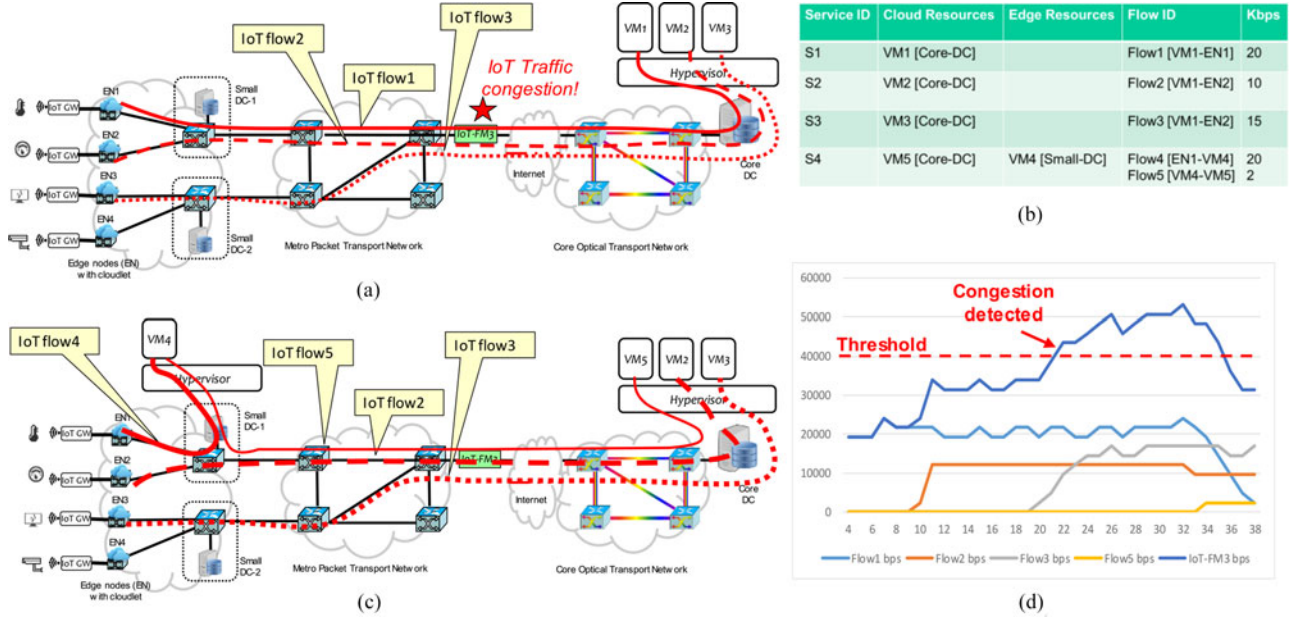 IoT flow3
IoT flow2
IoT flow1
IoT Traffic
congestion!
VM1
VM2
VM3
Hypervisor
EN1
Small
DC-1
IoT GW
EN2
IoT GW
EN3
IoT GW
EN4
IoT GW
IoT-FM3
Internet
Core
DC
Small
DC-2
Metro Packet Transport Network
Core Optical Transport Network
Edge nodes (EN)
with cloudlet
(a)
Service ID Cloud Resources Edge Resources Flow ID Kbps
S1 VM1 [Core-DC] Flow1 [VM1-EN1] 20
S2 VM2 [Core-DC] Flow2 [VM1-EN2] 10
S3 VM3 [Core-DC] Flow3 [VM1-EN2] 15
S4 VM5 [Core-DC] VM4 [Small-DC] Flow4 [EN1-VM4] 20
Flow5 [VM4-VM5] 2
(b)
IoT flow4
VM4
Hypervisor
IoT flow5
IoT flow3
IoT flow2
VM5
VM2
VM3
Hypervisor
EN1
Small
DC-1
IoT GW
EN2
IoT GW
EN3
IoT GW
EN4
IoT GW
Internet
Core
DC
Small
DC-2
Metro Packet Transport Network
Core Optical Transport Network
Edge nodes (EN)
with cloudlet
(c)
60000
50000
40000
30000
20000
10000
0
Congestion
detected
Threshold
4 6 8 10 12 14 16 18 20 22 24 26 28 30 32 34 36 38
Flow1 bps Flow2 bps Flow3 bps Flow5 bps IoT-FM3 bps
(d)